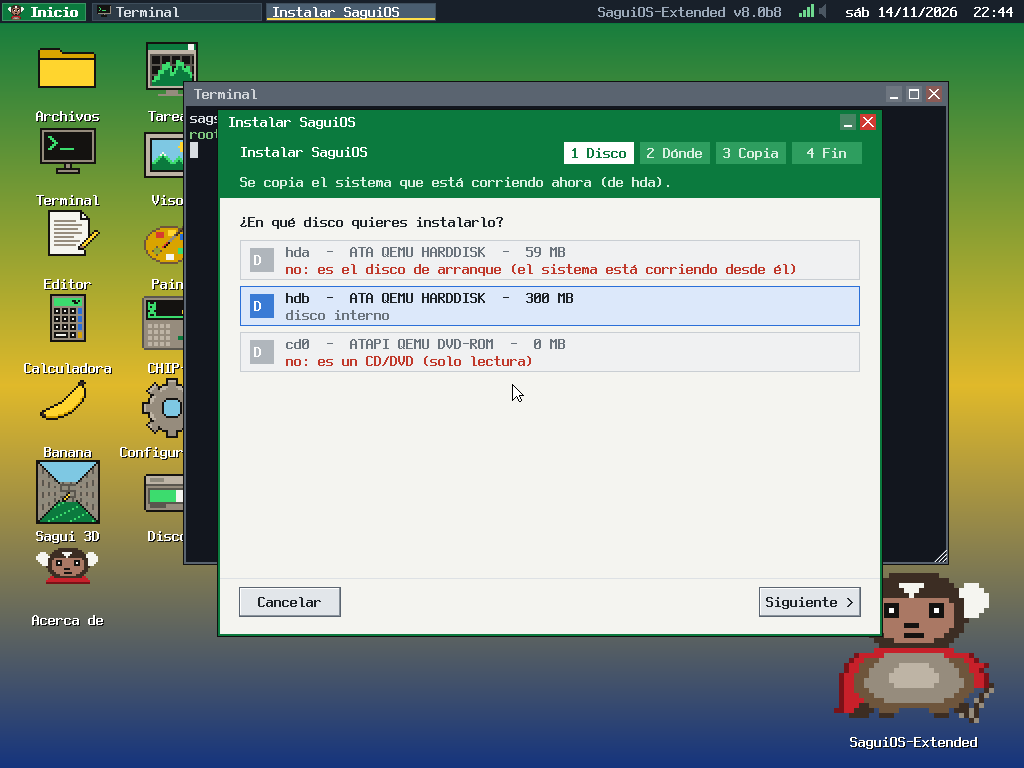 Inicio
Terminal
Instalar SaguiOS
SaguiOS-Extended v8.0b8
sáb 14/11/2026 22:44
Archivos
Terminal
Editor
Calculadora
Banana
Sagui 3D
Acerca de
Terminal
Instalar SaguiOS
Instalar SaguiOS
1 Disco
2 Dónde
3 Copia
4 Fin
Se copia el sistema que está corriendo ahora (de hda).
¿En qué disco quieres instalarlo?
D
hda - ATA QEMU HARDDISK - 59 MB
no: es el disco de arranque (el sistema está corriendo desde él)
D
hdb - ATA QEMU HARDDISK - 300 MB
disco interno
D
cd0 - ATAPI QEMU DVD-ROM - 0 MB
no: es un CD/DVD (solo lectura)
Cancelar
Siguiente >
SaguiOS-Extended